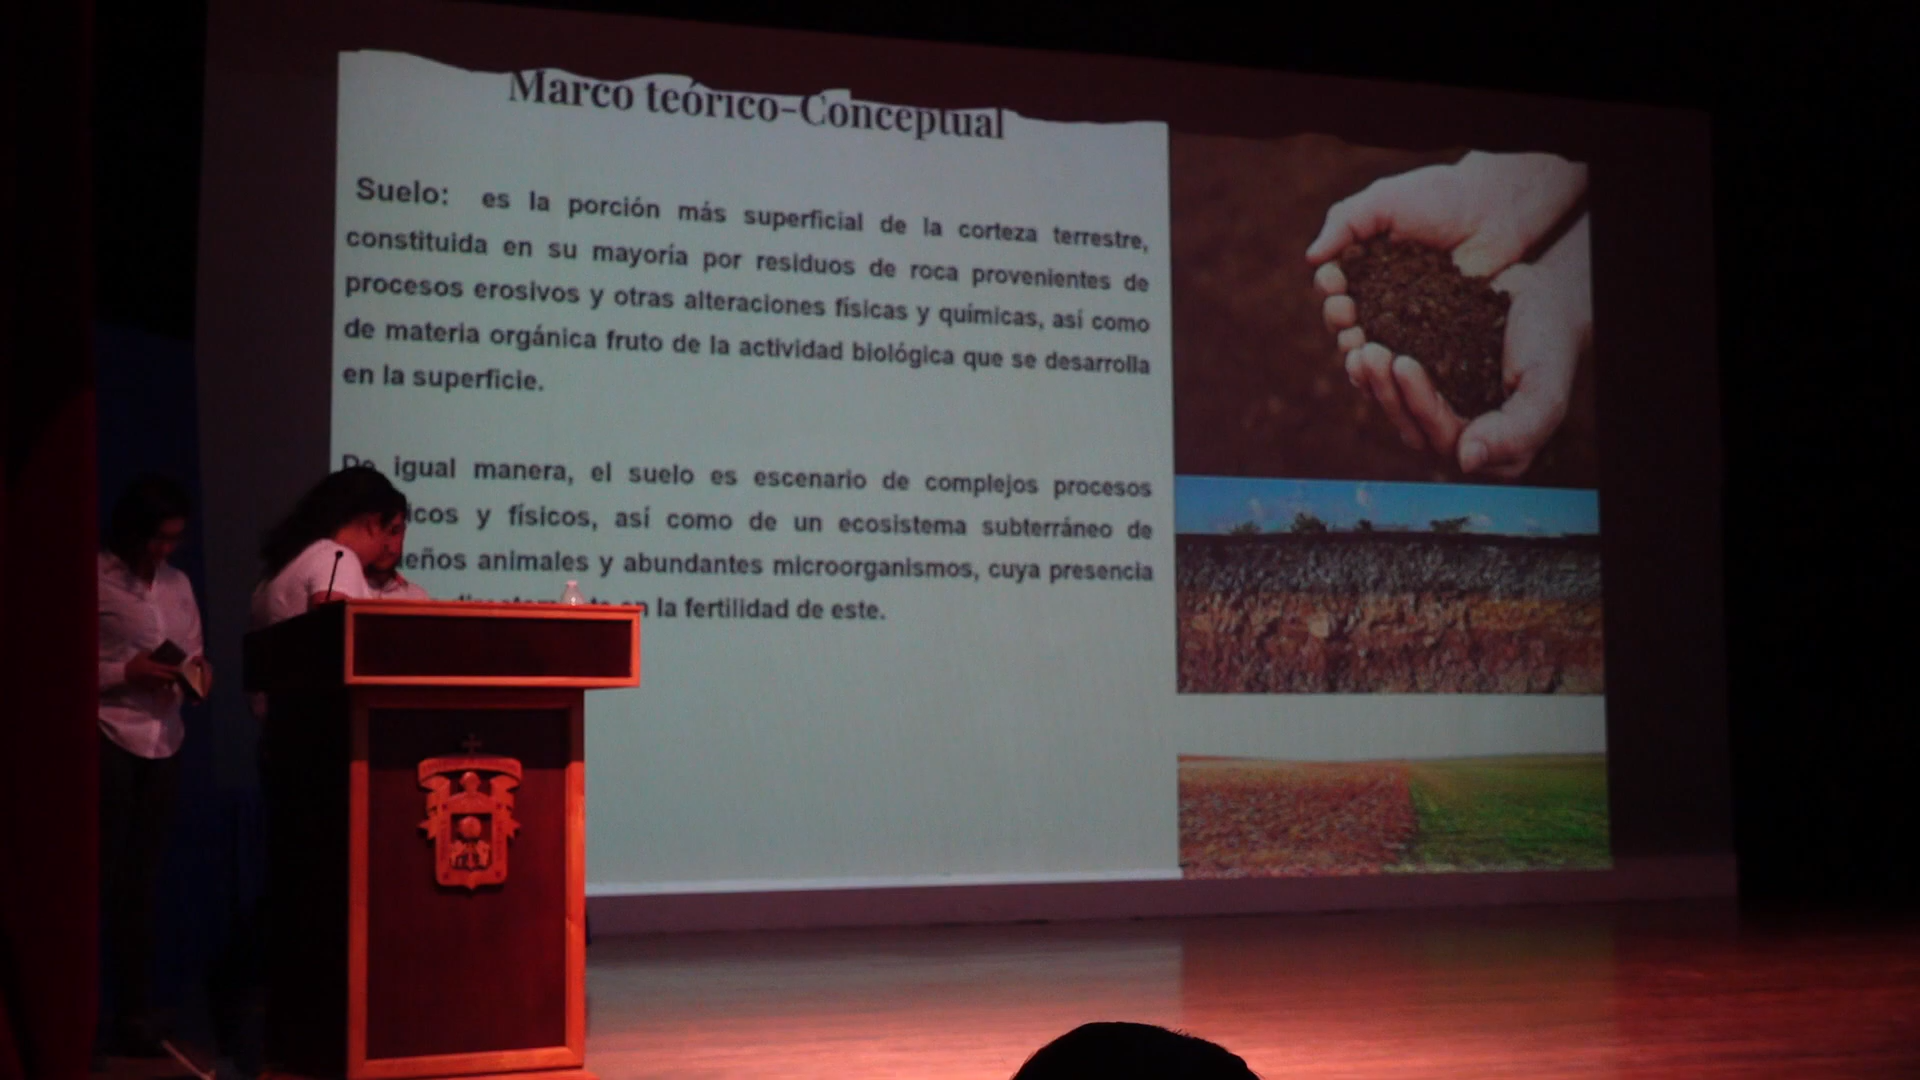 Marco teórico-Conceptual
Suelo: es la porción más superficial de la corteza terrestre,
constituida en su mayoría por residuos de roca provenientes de
procesos erosivos y otras alteraciones físicas y químicas, así como
de materia orgánica fruto de la actividad biológica que se desarrolla
en la superficie.
De igual manera, el suelo es escenario de complejos procesos
icos y físicos, así como de un ecosistema subterráneo de
eños animales y abundantes microorganismos, cuya presencia
la fertilidad de este.